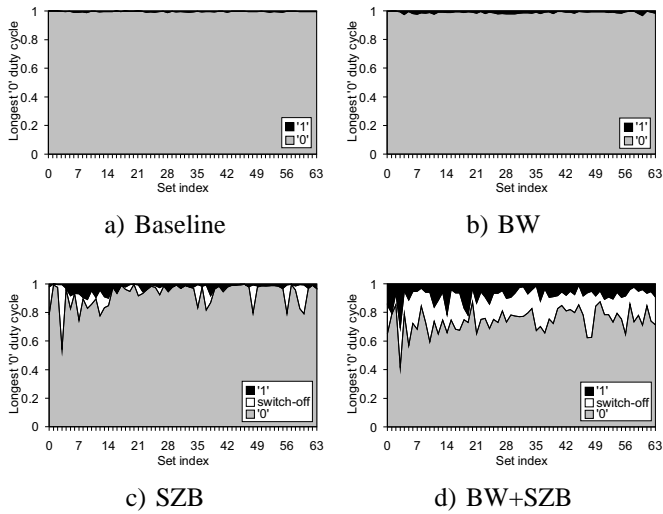 Longest '0' duty cycle
1
0.8
0.6
0.4
0.2
0
'1'
'0'
0 7 14 21 28 35 42 49 56 63
Set index
a) Baseline
Longest '0' duty cycle
1
0.8
0.6
0.4
0.2
0
'1'
'0'
0 7 14 21 28 35 42 49 56 63
Set index
b) BW
Longest '0' duty cycle
1
0.8
0.6
0.4
0.2
0
'1'
switch-off
'0'
0 7 14 21 28 35 42 49 56 63
Set index
c) SZB
Longest '0' duty cycle
1
0.8
0.6
0.4
0.2
0
'1'
switch-off
'0'
0 7 14 21 28 35 42 49 56 63
Set index
d) BW+SZB